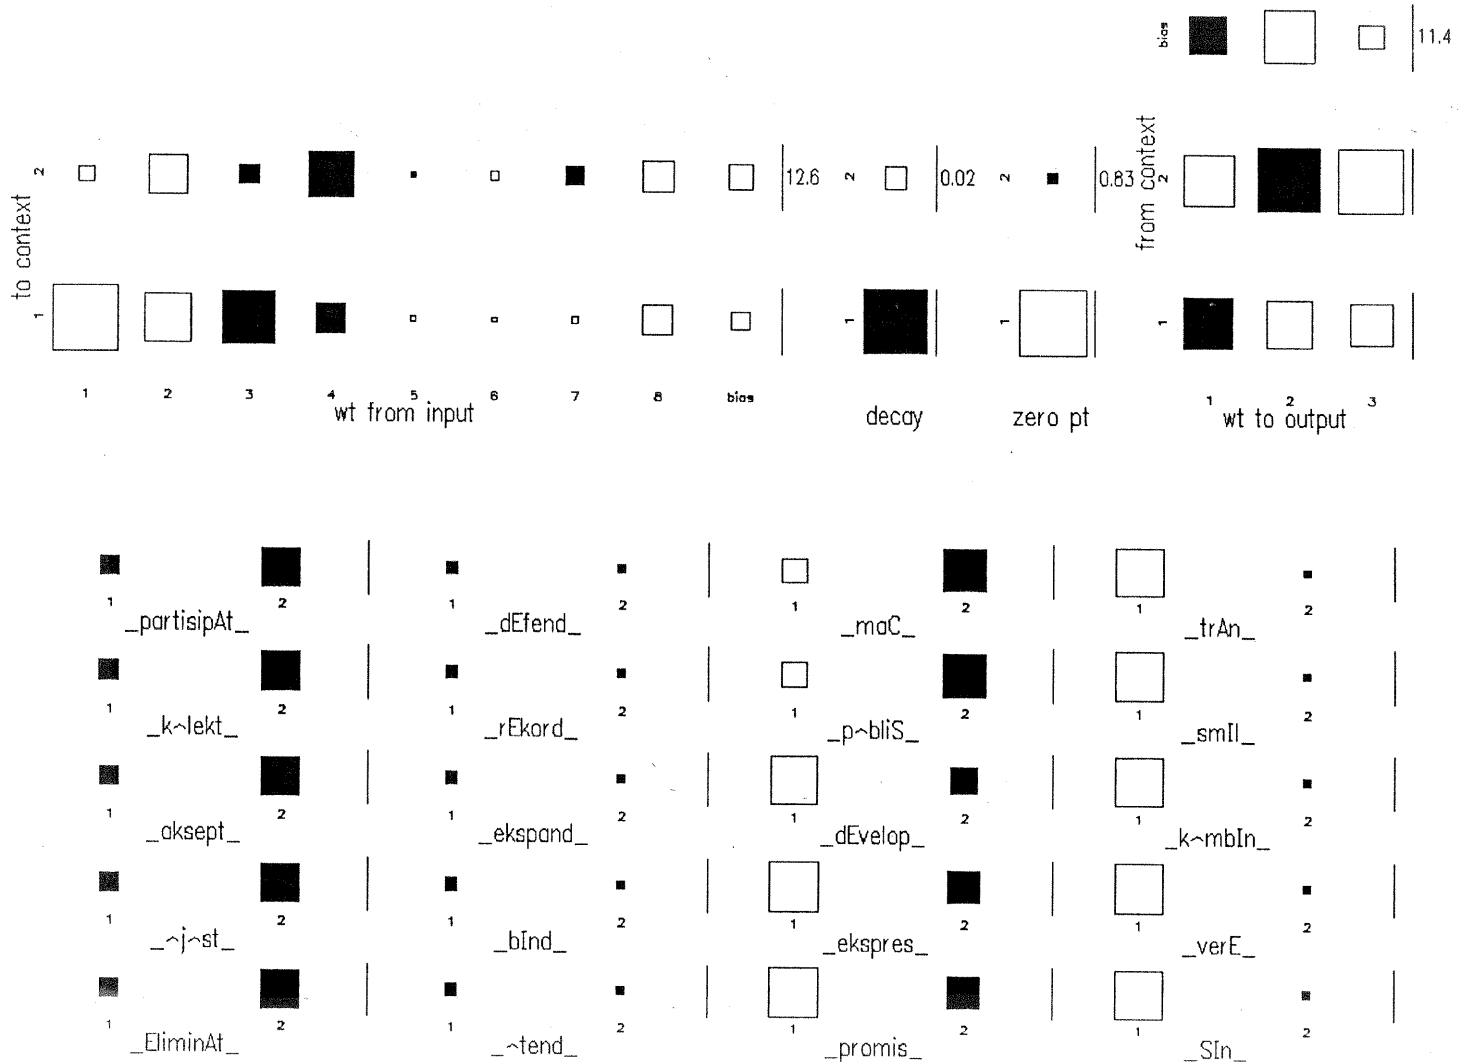 bias
11.4
2
12.6
2
0.02
2
0.83
2
to context
from context
1
1
1
1
1 2 3 4 5 6 7 8 bias
wt from input
decay
zero pt
1 2 3
wt to output
1 2 1 2 1 2 1 2
_partisipAt_ _dEfend_ _maC_ _trAn_
1 2 1 2 1 2 1 2
_k^lekt_ _rEkord_ _p^bliS_ _smIl_
1 2 1 2 1 2 1 2
_aksept_ _ekspand_ _dEvelop_ _k^mbIn_
1 2 1 2 1 2 1 2
_^j^st_ _bInd_ _ekspres_ _verE_
1 2 1 2 1 2 1 2
_EliminAt_ _^tend_ _promis_ _SIn_